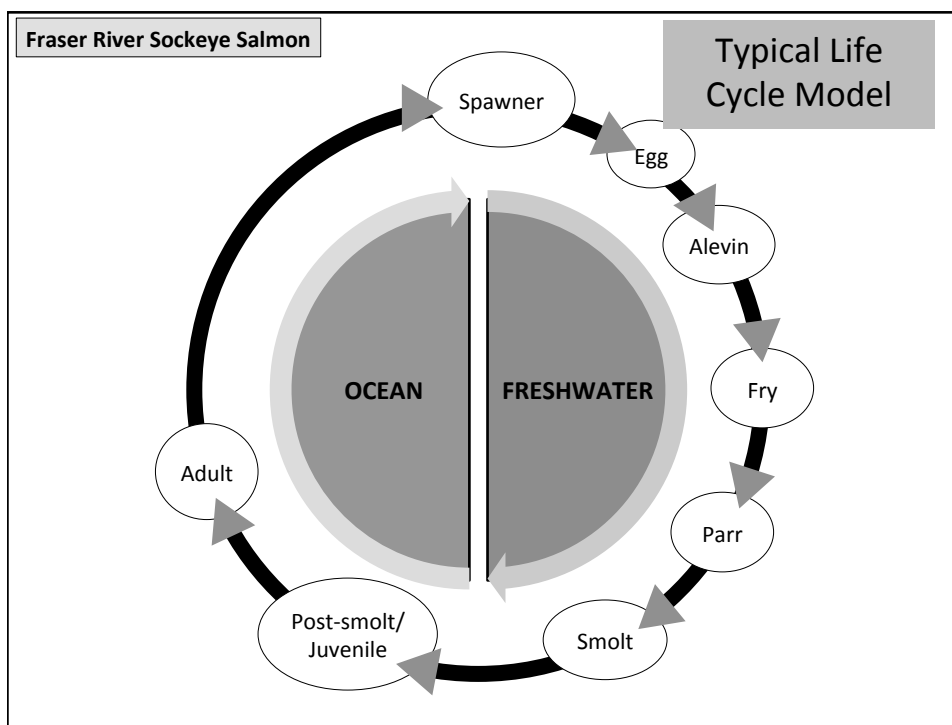 Fraser River Sockeye Salmon
Typical Life
Cycle Model
Spawner
Egg
Alevin
Fry
Parr
Smolt
Post-smolt/
Juvenile
Adult
OCEAN
FRESHWATER